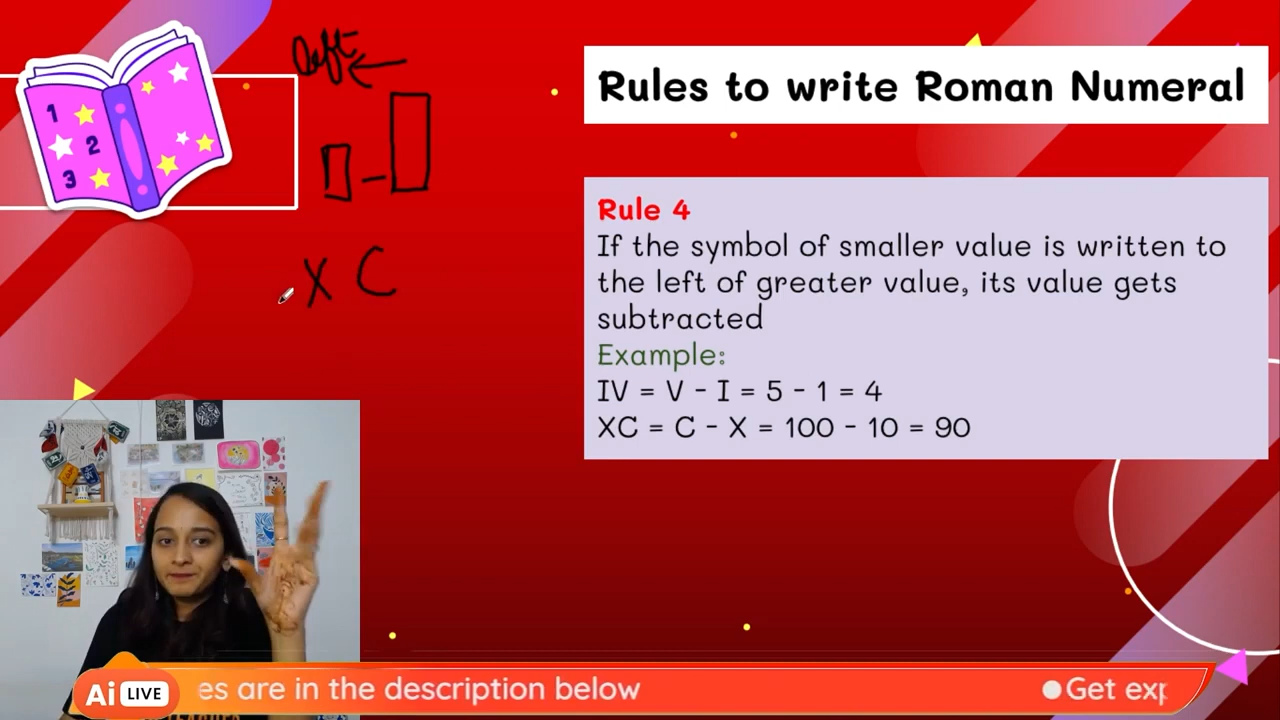 1
2
3
left
X C
Rules to write Roman Numeral
Rule 4
If the symbol of smaller value is written to
the left of greater value, its value gets
subtracted
Example:
IV = V - I = 5 - 1 = 4
XC = C - X = 100 - 10 = 90
Ai LIVE
es are in the description below
Get exp